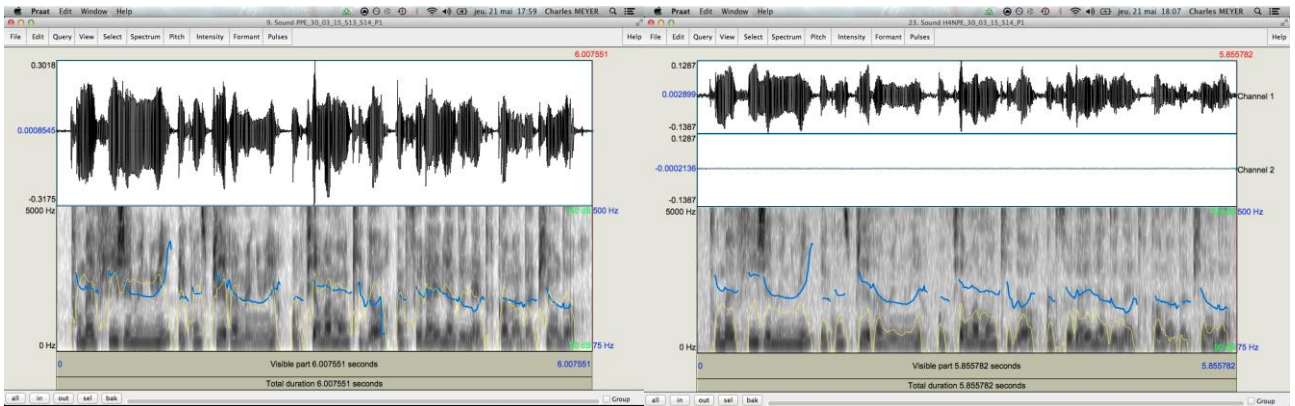 Praat Edit Window Help jeu. 21 mai 17:59 Charles MEYER
9. Sound PPE_30_03_15_S13_S14_P1
File Edit Query View Select Spectrum Pitch Intensity Formant Pulses Help
6.007551
0.3018
0.0008545
-0.3175
5000 Hz 500 Hz
0 Hz 75 Hz
0 Visible part 6.007551 seconds 6.007551
Total duration 6.007551 seconds
all in out sel bak Group
Praat Edit Window Help jeu. 21 mai 18:07 Charles MEYER
23. Sound H4NPE_30_03_15_S14_P1
File Edit Query View Select Spectrum Pitch Intensity Formant Pulses Help
5.855782
0.1287
0.002899 Channel 1
-0.1387
0.1287
-0.0002136 Channel 2
-0.1387
5000 Hz 500 Hz
0 Hz 75 Hz
0 Visible part 5.855782 seconds 5.855782
Total duration 5.855782 seconds
all in out sel bak Group